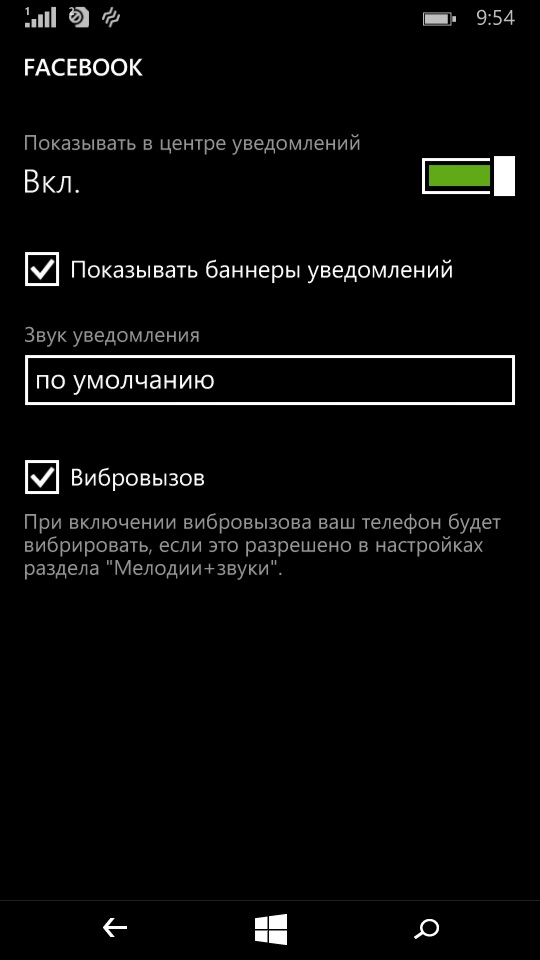 1 2 9:54
FACEBOOK
Показывать в центре уведомлений
Вкл.
Показывать баннеры уведомлений
Звук уведомления
по умолчанию
Вибровызов
При включении вибровызова ваш телефон будет
вибрировать, если это разрешено в настройках
раздела "Мелодии+звуки".